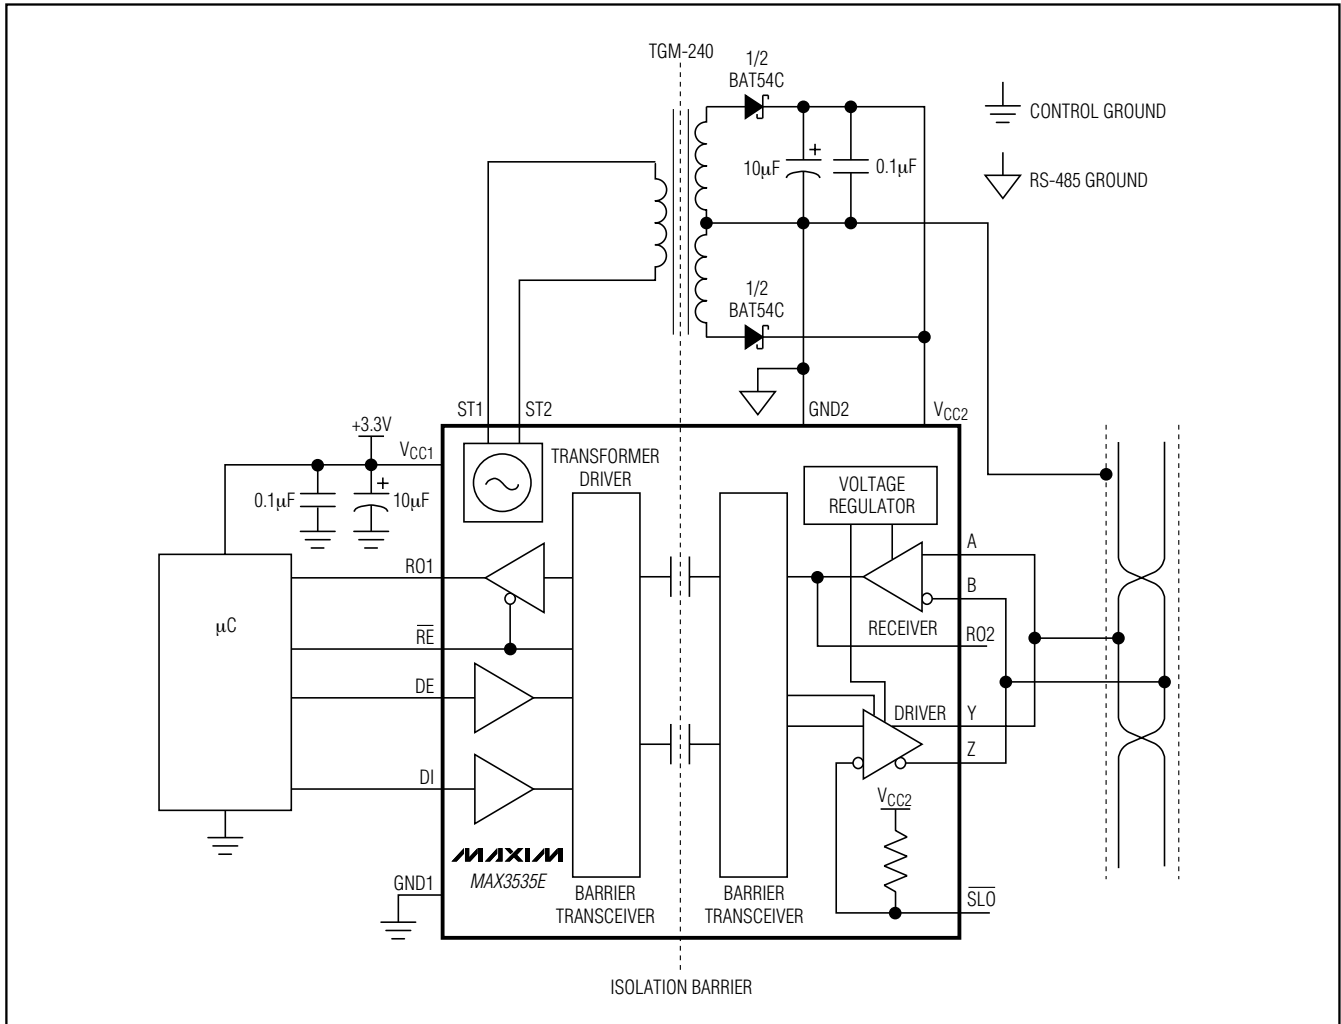 TGM-240
1/2
BAT54C
CONTROL GROUND
10µF
+
0.1µF
RS-485 GROUND
1/2
BAT54C
ST1
ST2
GND2
VCC2
+3.3V
VCC1
0.1µF
+
10µF
TRANSFORMER
DRIVER
VOLTAGE
REGULATOR
RO1
A
B
µC
RE
RECEIVER
RO2
DE
DRIVER
Y
Z
DI
VCC2
MAXIM
MAX3535E
GND1
BARRIER
TRANSCEIVER
BARRIER
TRANSCEIVER
SLO
ISOLATION BARRIER